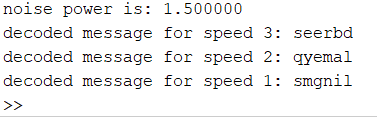 noise power is: 1.500000
decoded message for speed 3: seerbd
decoded message for speed 2: qyemal
decoded message for speed 1: smgnil
>>